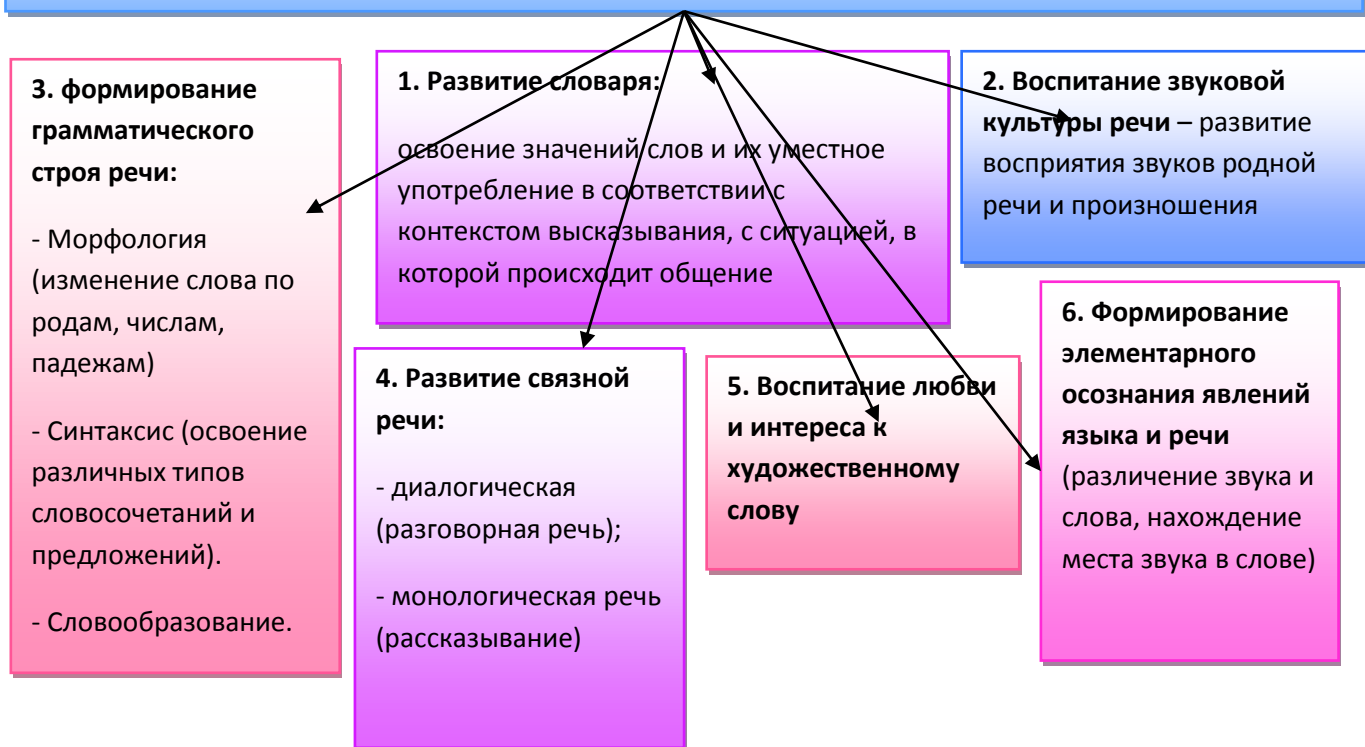 3. формирование
грамматического
строя речи:
- Морфология
(изменение слова по
родам, числам,
падежам)
- Синтаксис (освоение
различных типов
словосочетаний и
предложений).
- Словообразование.
1. Развитие словаря:
освоение значений слов и их уместное
употребление в соответствии с
контекстом высказывания, с ситуацией, в
которой происходит общение
2. Воспитание звуковой
культуры речи – развитие
восприятия звуков родной
речи и произношения
4. Развитие связной
речи:
- диалогическая
(разговорная речь);
- монологическая речь
(рассказывание)
5. Воспитание любви
и интереса к
художественному
слову
6. Формирование
элементарного
осознания явлений
языка и речи
(различение звука и
слова, нахождение
места звука в слове)